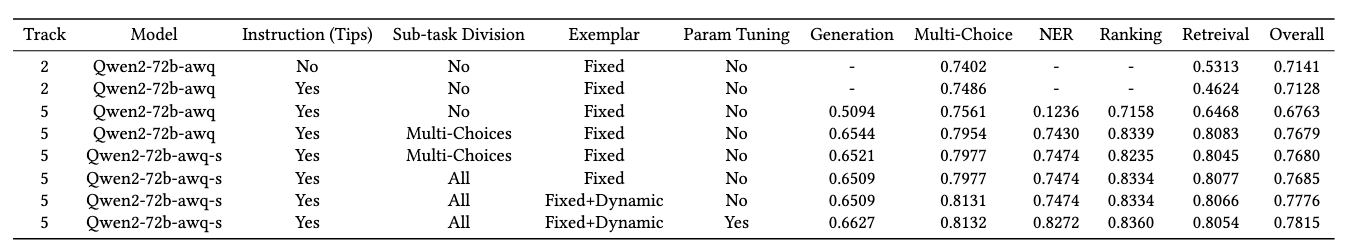 Track Model Instruction (Tips) Sub-task Division Exemplar Param Tuning Generation Multi-Choice NER Ranking Retreival Overall
2 Qwen2-72b-awq No No Fixed No - 0.7402 - - 0.5313 0.7141
2 Qwen2-72b-awq Yes No Fixed No - 0.7486 - - 0.4624 0.7128
5 Qwen2-72b-awq Yes No Fixed No 0.5094 0.7561 0.1236 0.7158 0.6468 0.6763
5 Qwen2-72b-awq Yes Multi-Choices Fixed No 0.6544 0.7954 0.7430 0.8339 0.8083 0.7679
5 Qwen2-72b-awq-s Yes Multi-Choices Fixed No 0.6521 0.7977 0.7474 0.8235 0.8045 0.7680
5 Qwen2-72b-awq-s Yes All Fixed No 0.6509 0.7977 0.7474 0.8334 0.8077 0.7685
5 Qwen2-72b-awq-s Yes All Fixed+Dynamic No 0.6509 0.8131 0.7474 0.8334 0.8066 0.7776
5 Qwen2-72b-awq-s Yes All Fixed+Dynamic Yes 0.6627 0.8132 0.8272 0.8360 0.8054 0.7815